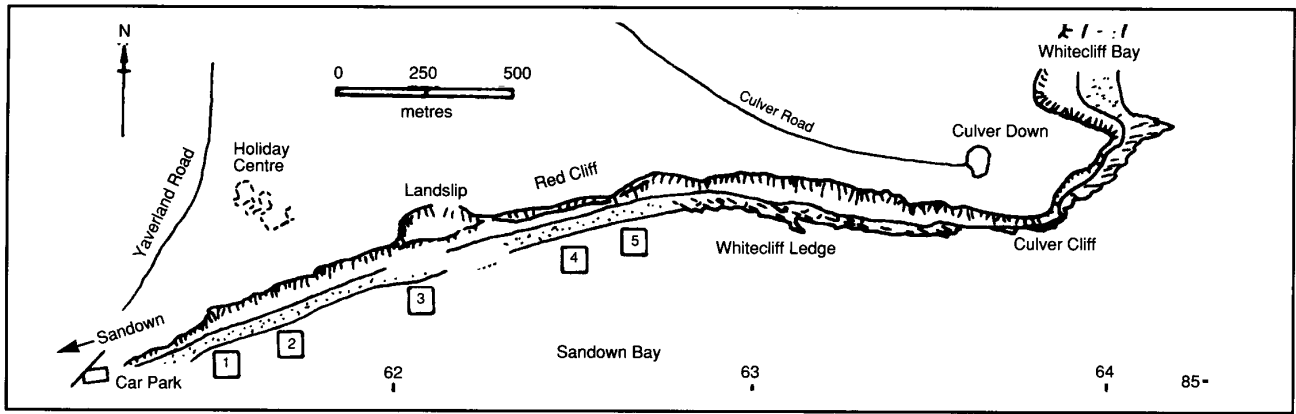 N
0 250 500
metres
Yaverland Road
Holiday
Centre
Landslip
Red Cliff
Culver Road
Culver Down
Whitecliff Bay
Whitecliff Ledge
Culver Cliff
Sandown
Car Park
1
2
3
4
5
Sandown Bay
62
63
64
85-